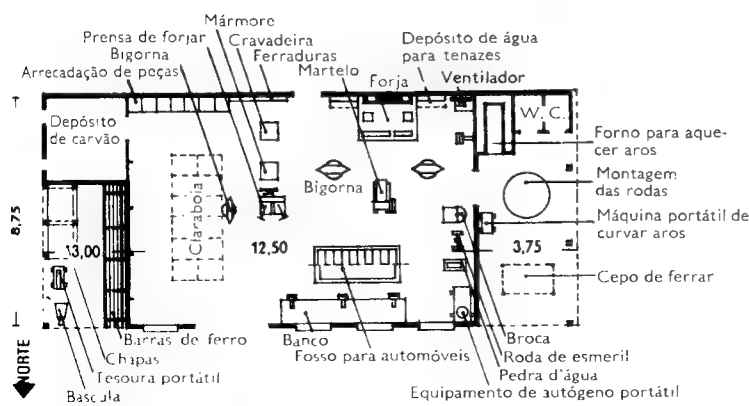 Mármore
Prensa de forjar
Cravadeira
Bigorna
Ferraduras
Arrecadação de peças
Martelo
Depósito de água
para tenazes
Forja
Ventilador
Depósito
de carvão
W. C.
Forno para aque-
cer aros
Montagem
das rodas
Máquina portátil de
curvar aros
Cepo de ferrar
8,75
Claraboia
Bigorna
3,00
12,50
3,75
Barras de ferro
Chapas
Tesoura portátil
Bascula
Banco
Fosso para automóveis
Broca
Roda de esmeril
Pedra d'água
Equipamento de autógeno portátil
NORTE